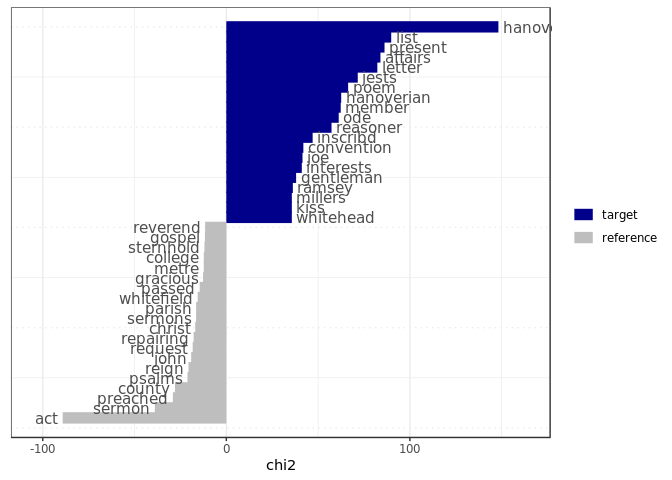 hanov
list
present
affairs
letter
jests
poem
hanoverian
member
ode
reasoner
inscribd
convention
joe
interests
gentleman
ramsey
millers
kiss
whitehead
reverend
gospel
sternhold
college
metre
gracious
passed
whitefield
parish
sermons
christ
repairing
request
john
reign
psalms
county
preached
sermon
act
target
reference
-100 0 100
chi2